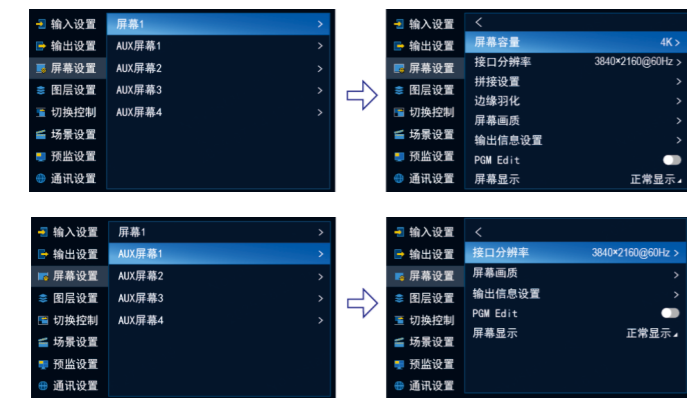 输入设置
输出设置
屏幕设置
图层设置
切换控制
场景设置
预监设置
通讯设置
屏幕1 >
AUX屏幕1 >
AUX屏幕2 >
AUX屏幕3 >
AUX屏幕4 >
输入设置
输出设置
屏幕设置
图层设置
切换控制
场景设置
预监设置
通讯设置
<
屏幕容量 4K >
接口分辨率 3840×2160@60Hz >
拼接设置 >
边缘羽化 >
屏幕画质 >
输出信息设置 >
PGM Edit
屏幕显示 正常显示
输入设置
输出设置
屏幕设置
图层设置
切换控制
场景设置
预监设置
通讯设置
屏幕1 >
AUX屏幕1 >
AUX屏幕2 >
AUX屏幕3 >
AUX屏幕4 >
输入设置
输出设置
屏幕设置
图层设置
切换控制
场景设置
预监设置
通讯设置
<
接口分辨率 3840×2160@60Hz >
屏幕画质 >
输出信息设置 >
PGM Edit
屏幕显示 正常显示